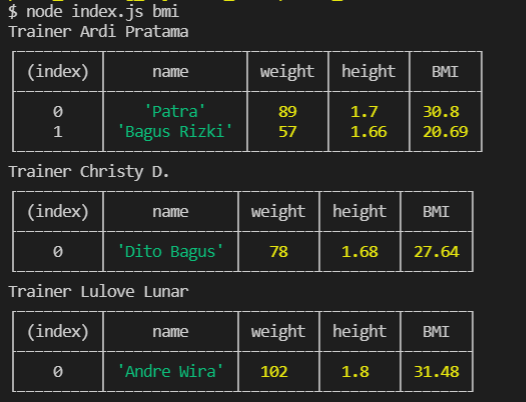 $ node index.js bmi
Trainer Ardi Pratama
(index) name weight height BMI
0 'Patra' 89 1.7 30.8
1 'Bagus Rizki' 57 1.66 20.69
Trainer Christy D.
(index) name weight height BMI
0 'Dito Bagus' 78 1.68 27.64
Trainer Lulove Lunar
(index) name weight height BMI
0 'Andre Wira' 102 1.8 31.48